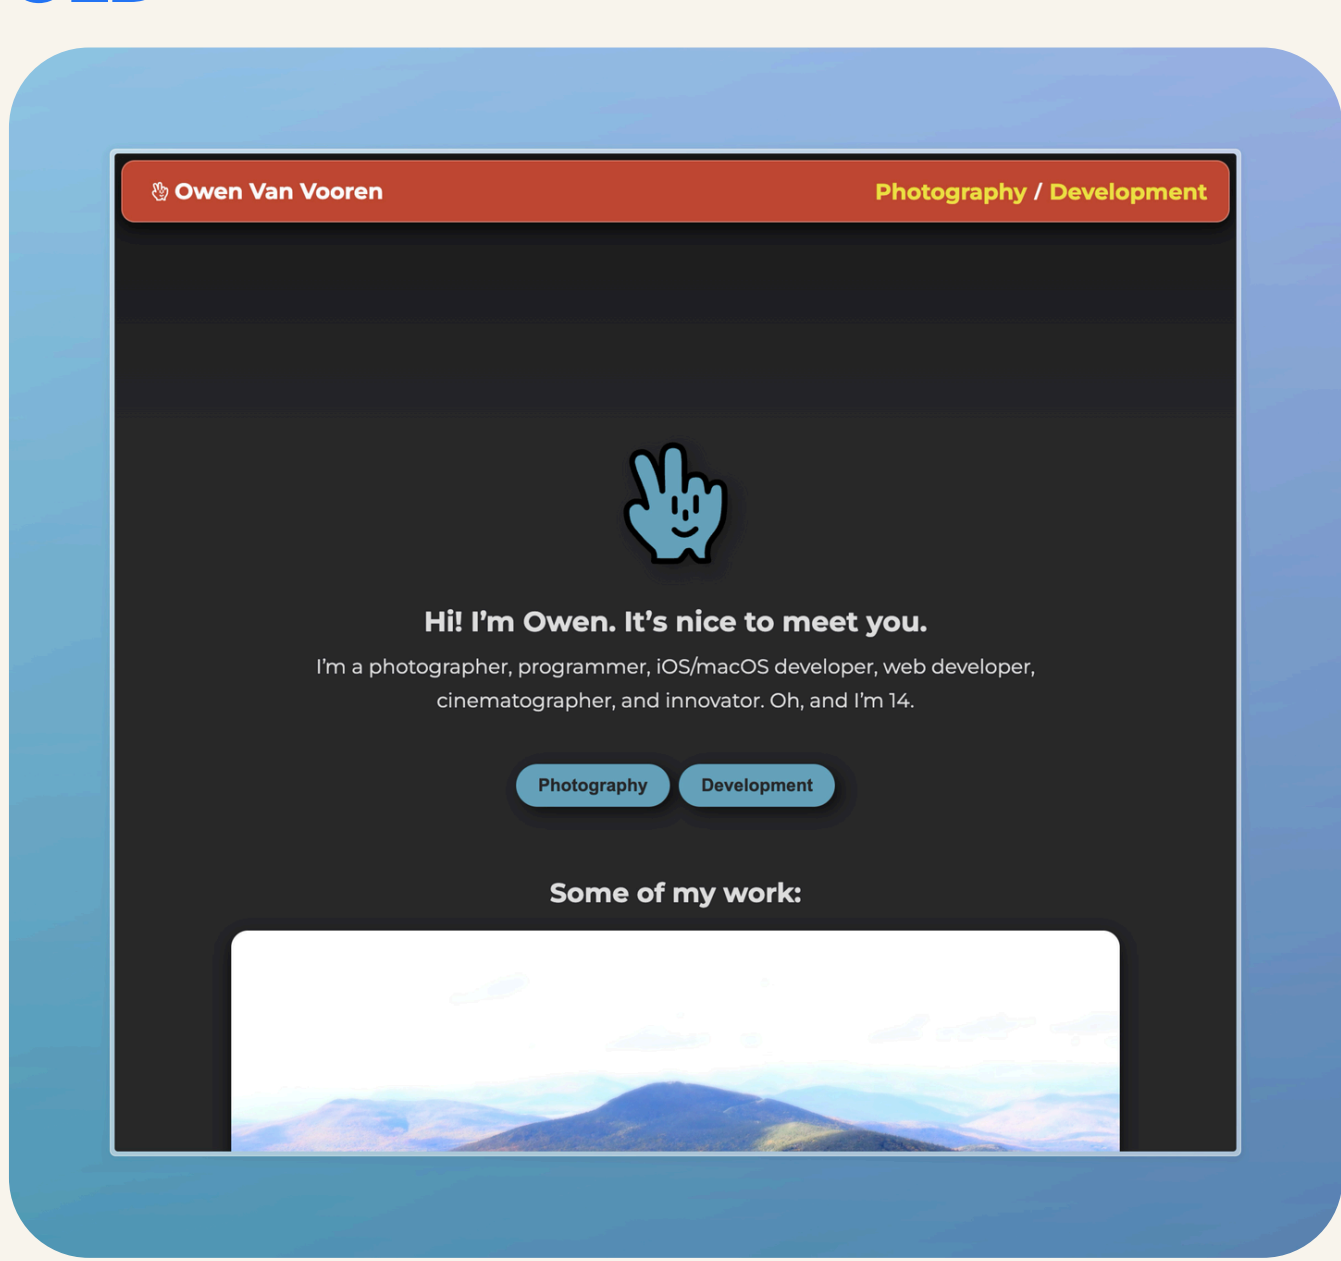 Owen Van Vooren
Photography / Development
Hi! I’m Owen. It’s nice to meet you.
I’m a photographer, programmer, iOS/macOS developer, web developer,
cinematographer, and innovator. Oh, and I’m 14.
Photography
Development
Some of my work: